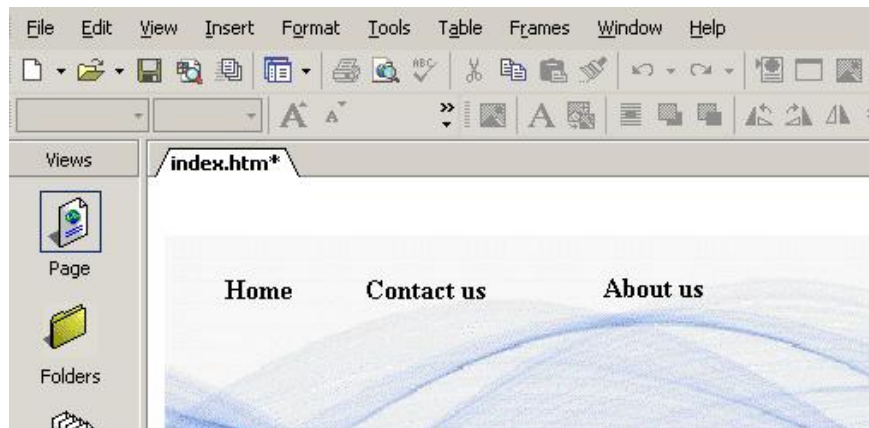 File Edit View Insert Format Tools Table Frames Window Help
ABC
A A A
Views
index.htm*
Page
Home Contact us About us
Folders